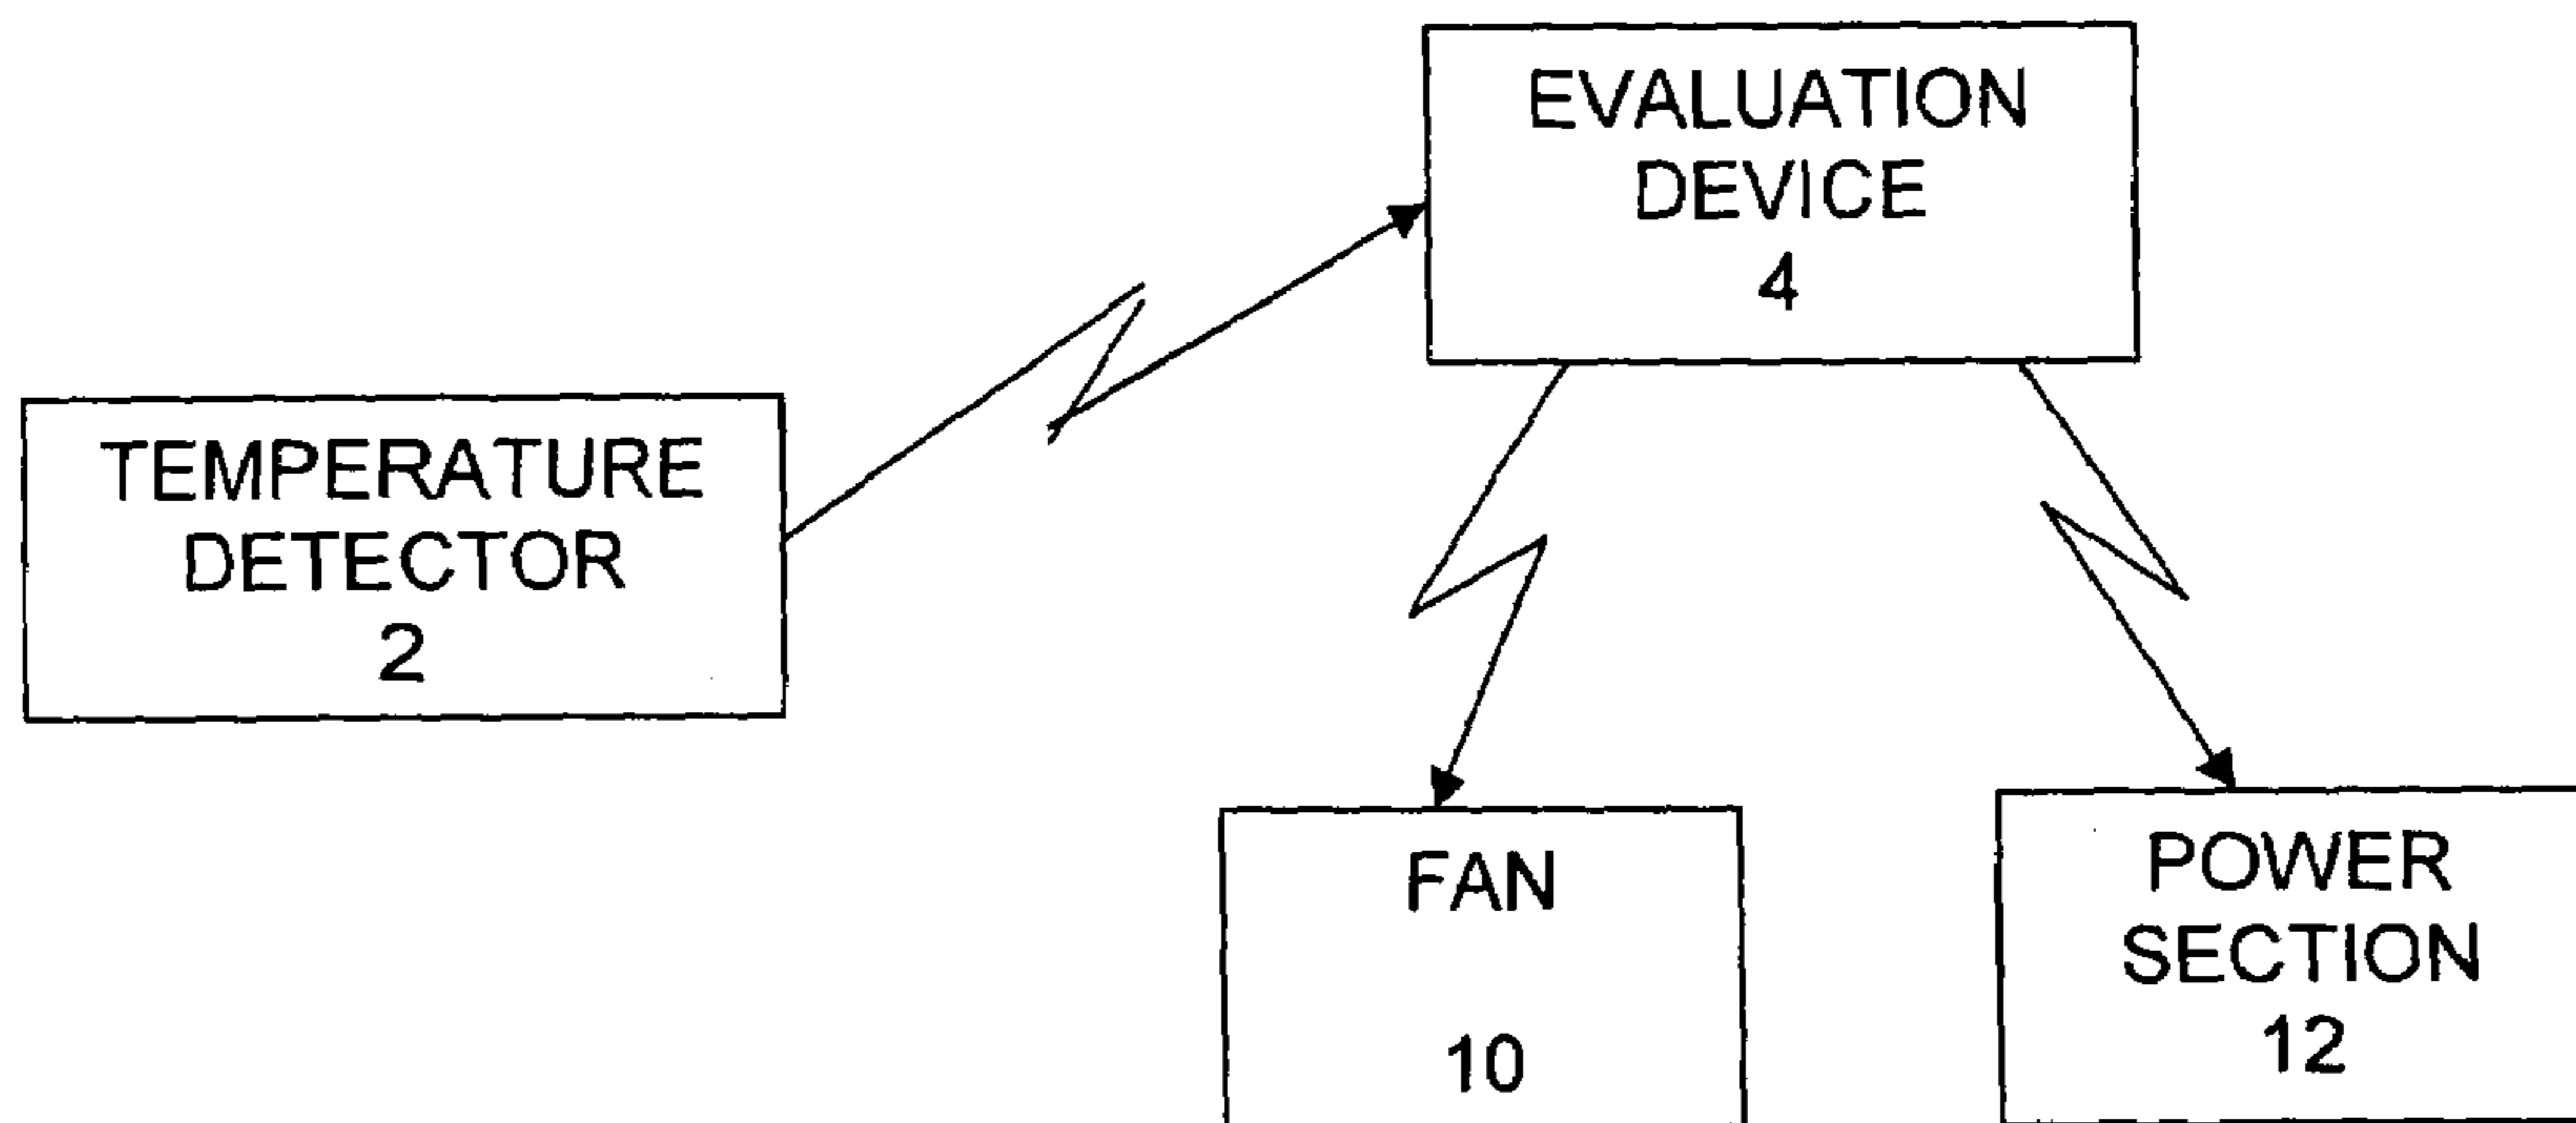 EVALUATION
DEVICE
4
TEMPERATURE
DETECTOR
2
FAN
10
POWER
SECTION
12